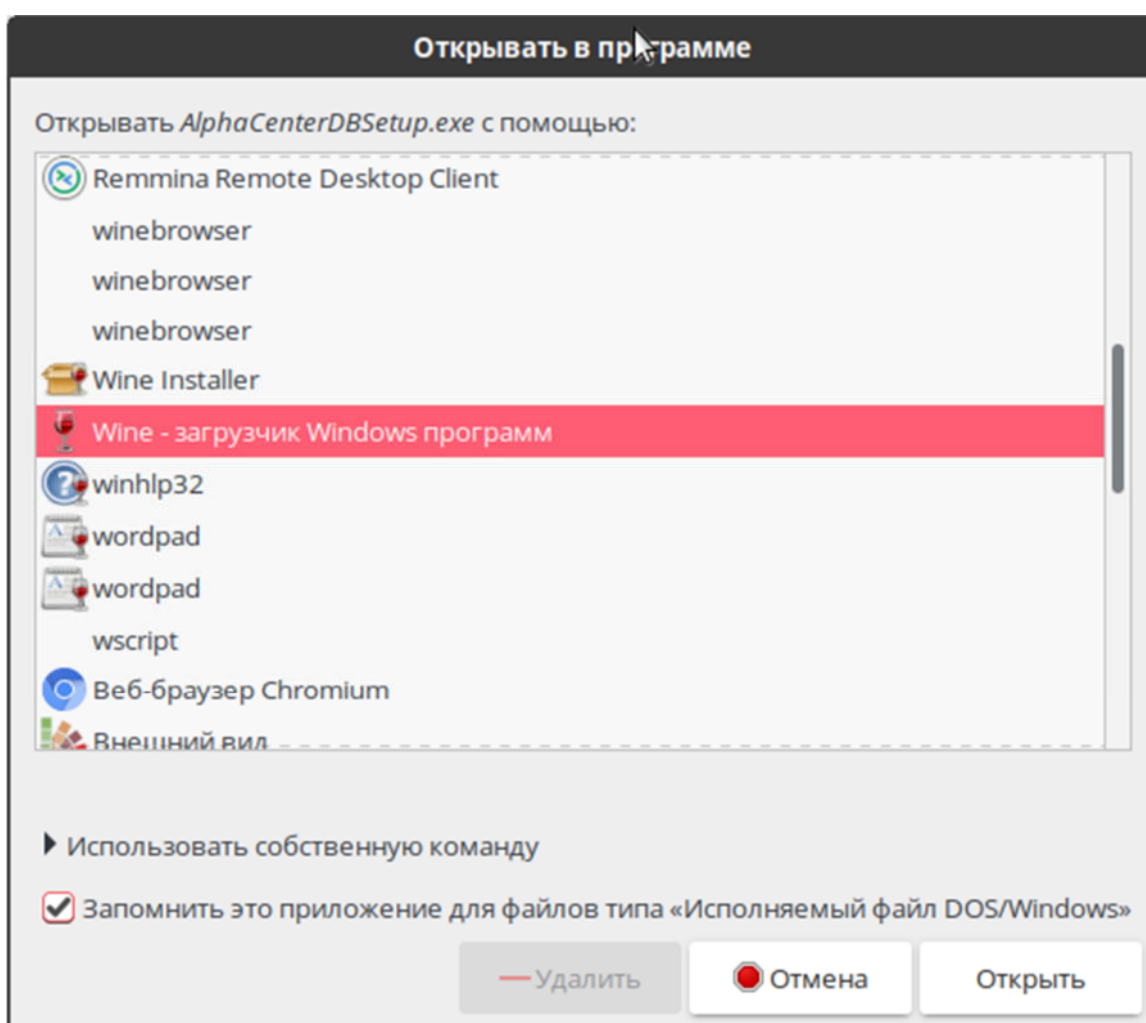 Открывать в программе
Открывать AlphaCenterDBSetup.exe с помощью:
Remmina Remote Desktop Client
winebrowser
winebrowser
winebrowser
Wine Installer
Wine - загрузчик Windows программ
winhlp32
wordpad
wordpad
wscript
Веб-браузер Chromium
Внешний вид
Использовать собственную команду
Запомнить это приложение для файлов типа «Исполняемый файл DOS/Windows»
Удалить
Отмена
Открыть